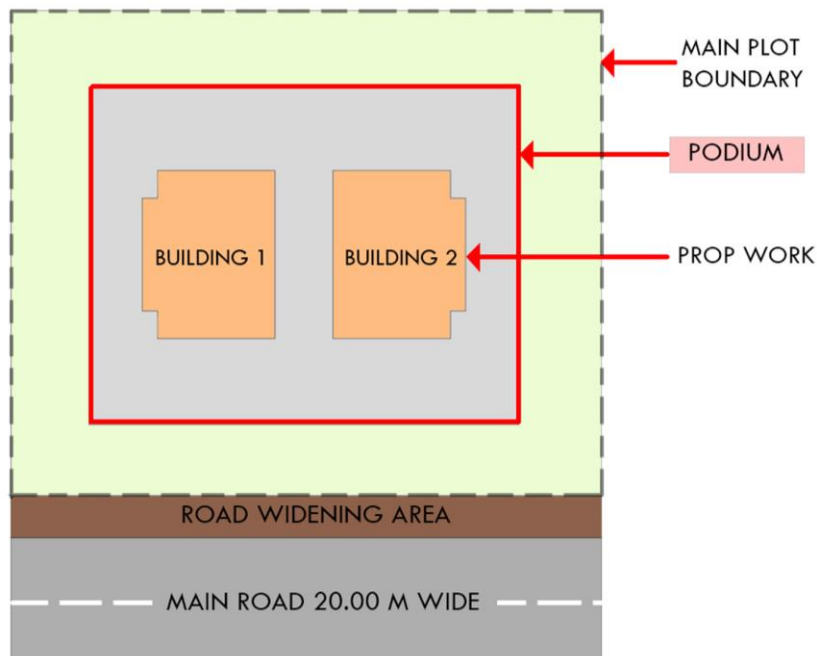 MAIN PLOT
BOUNDARY
PODIUM
BUILDING 1
BUILDING 2
PROP WORK
ROAD WIDENING AREA
MAIN ROAD 20.00 M WIDE